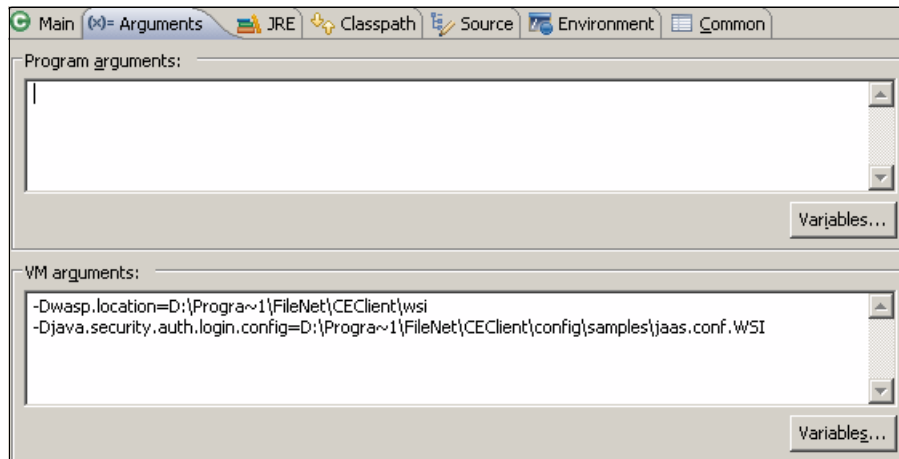 Main (x)= Arguments JRE Classpath Source Environment Common
Program arguments:
Variables...
VM arguments:
-Dwasp.location=D:\Progra~1\FileNet\CEClient\wsi
-Djava.security.auth.login.config=D:\Progra~1\FileNet\CEClient\config\samples\jaas.conf.WSI
Variables...